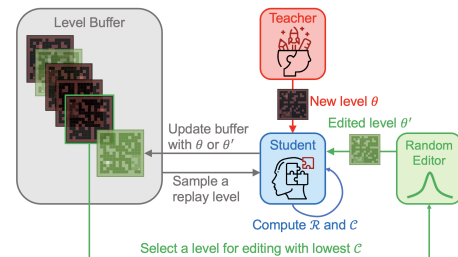 Level Buffer
Teacher
New level θ
Edited level θ′
Update buffer
with θ or θ′
Student
Random
Editor
Sample a
replay level
Compute ℛ and 𝒞
Select a level for editing with lowest 𝒞